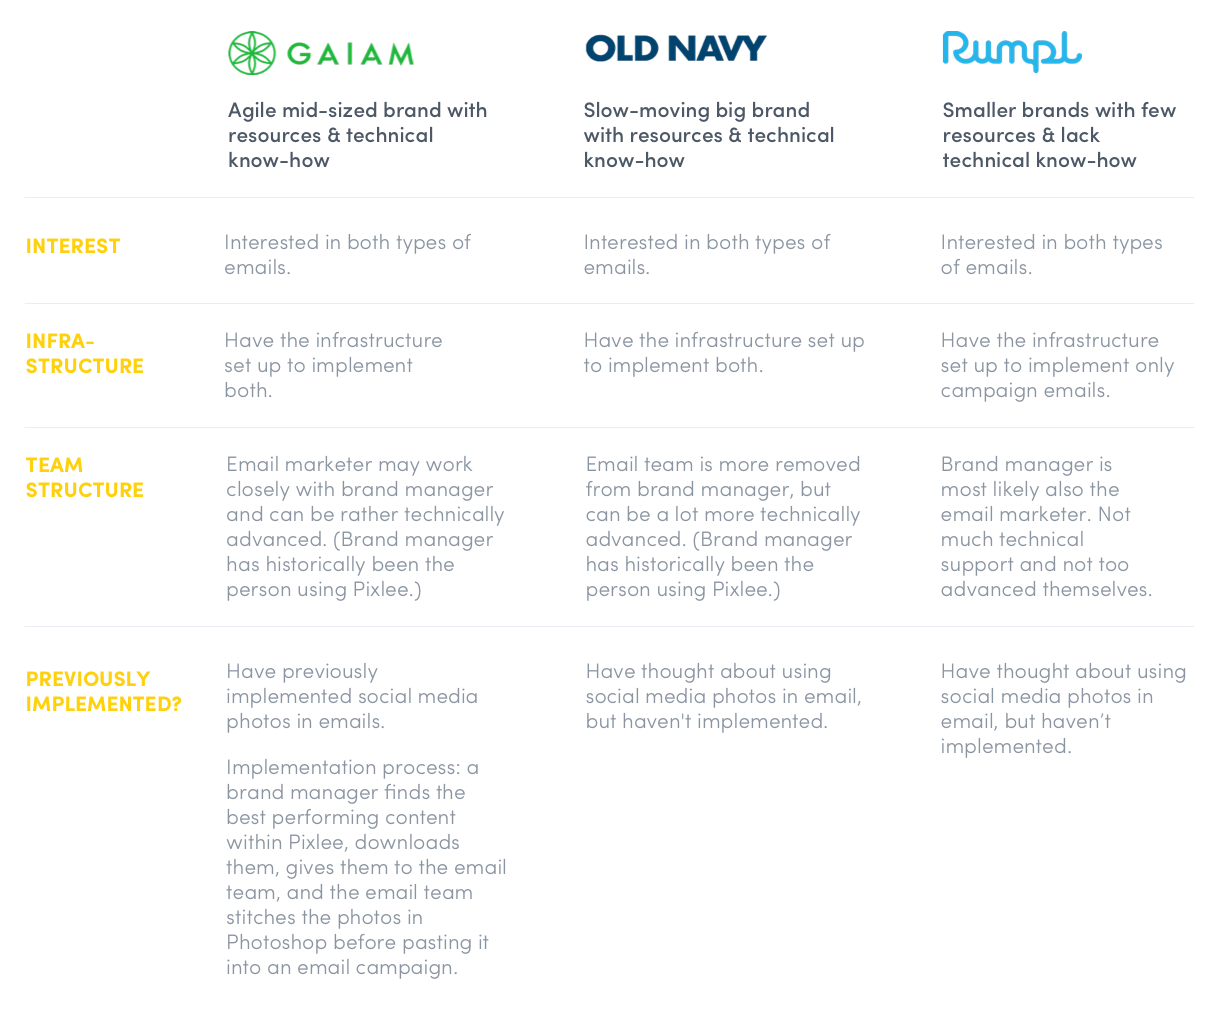 GAIAM
OLD NAVY
Rumpl
Agile mid-sized brand with
resources & technical
know-how
Slow-moving big brand
with resources & technical
know-how
Smaller brands with few
resources & lack
technical know-how
INTEREST
Interested in both types of
emails.
Interested in both types of
emails.
Interested in both types
of emails.
INFRA-
STRUCTURE
Have the infrastructure
set up to implement
both.
Have the infrastructure set up
to implement both.
Have the infrastructure
set up to implement only
campaign emails.
TEAM
STRUCTURE
Email marketer may work
closely with brand manager
and can be rather technically
advanced. (Brand manager
has historically been the
person using Pixlee.)
Email team is more removed
from brand manager, but
can be a lot more technically
advanced. (Brand manager
has historically been the
person using Pixlee.)
Brand manager is
most likely also the
email marketer. Not
much technical
support and not too
advanced themselves.
PREVIOUSLY
IMPLEMENTED?
Have previously
implemented social media
photos in emails.
Implementation process: a
brand manager finds the
best performing content
within Pixlee, downloads
them, gives them to the email
team, and the email team
stitches the photos in
Photoshop before pasting it
into an email campaign.
Have thought about using
social media photos in email,
but haven't implemented.
Have thought about using
social media photos in
email, but haven’t
implemented.